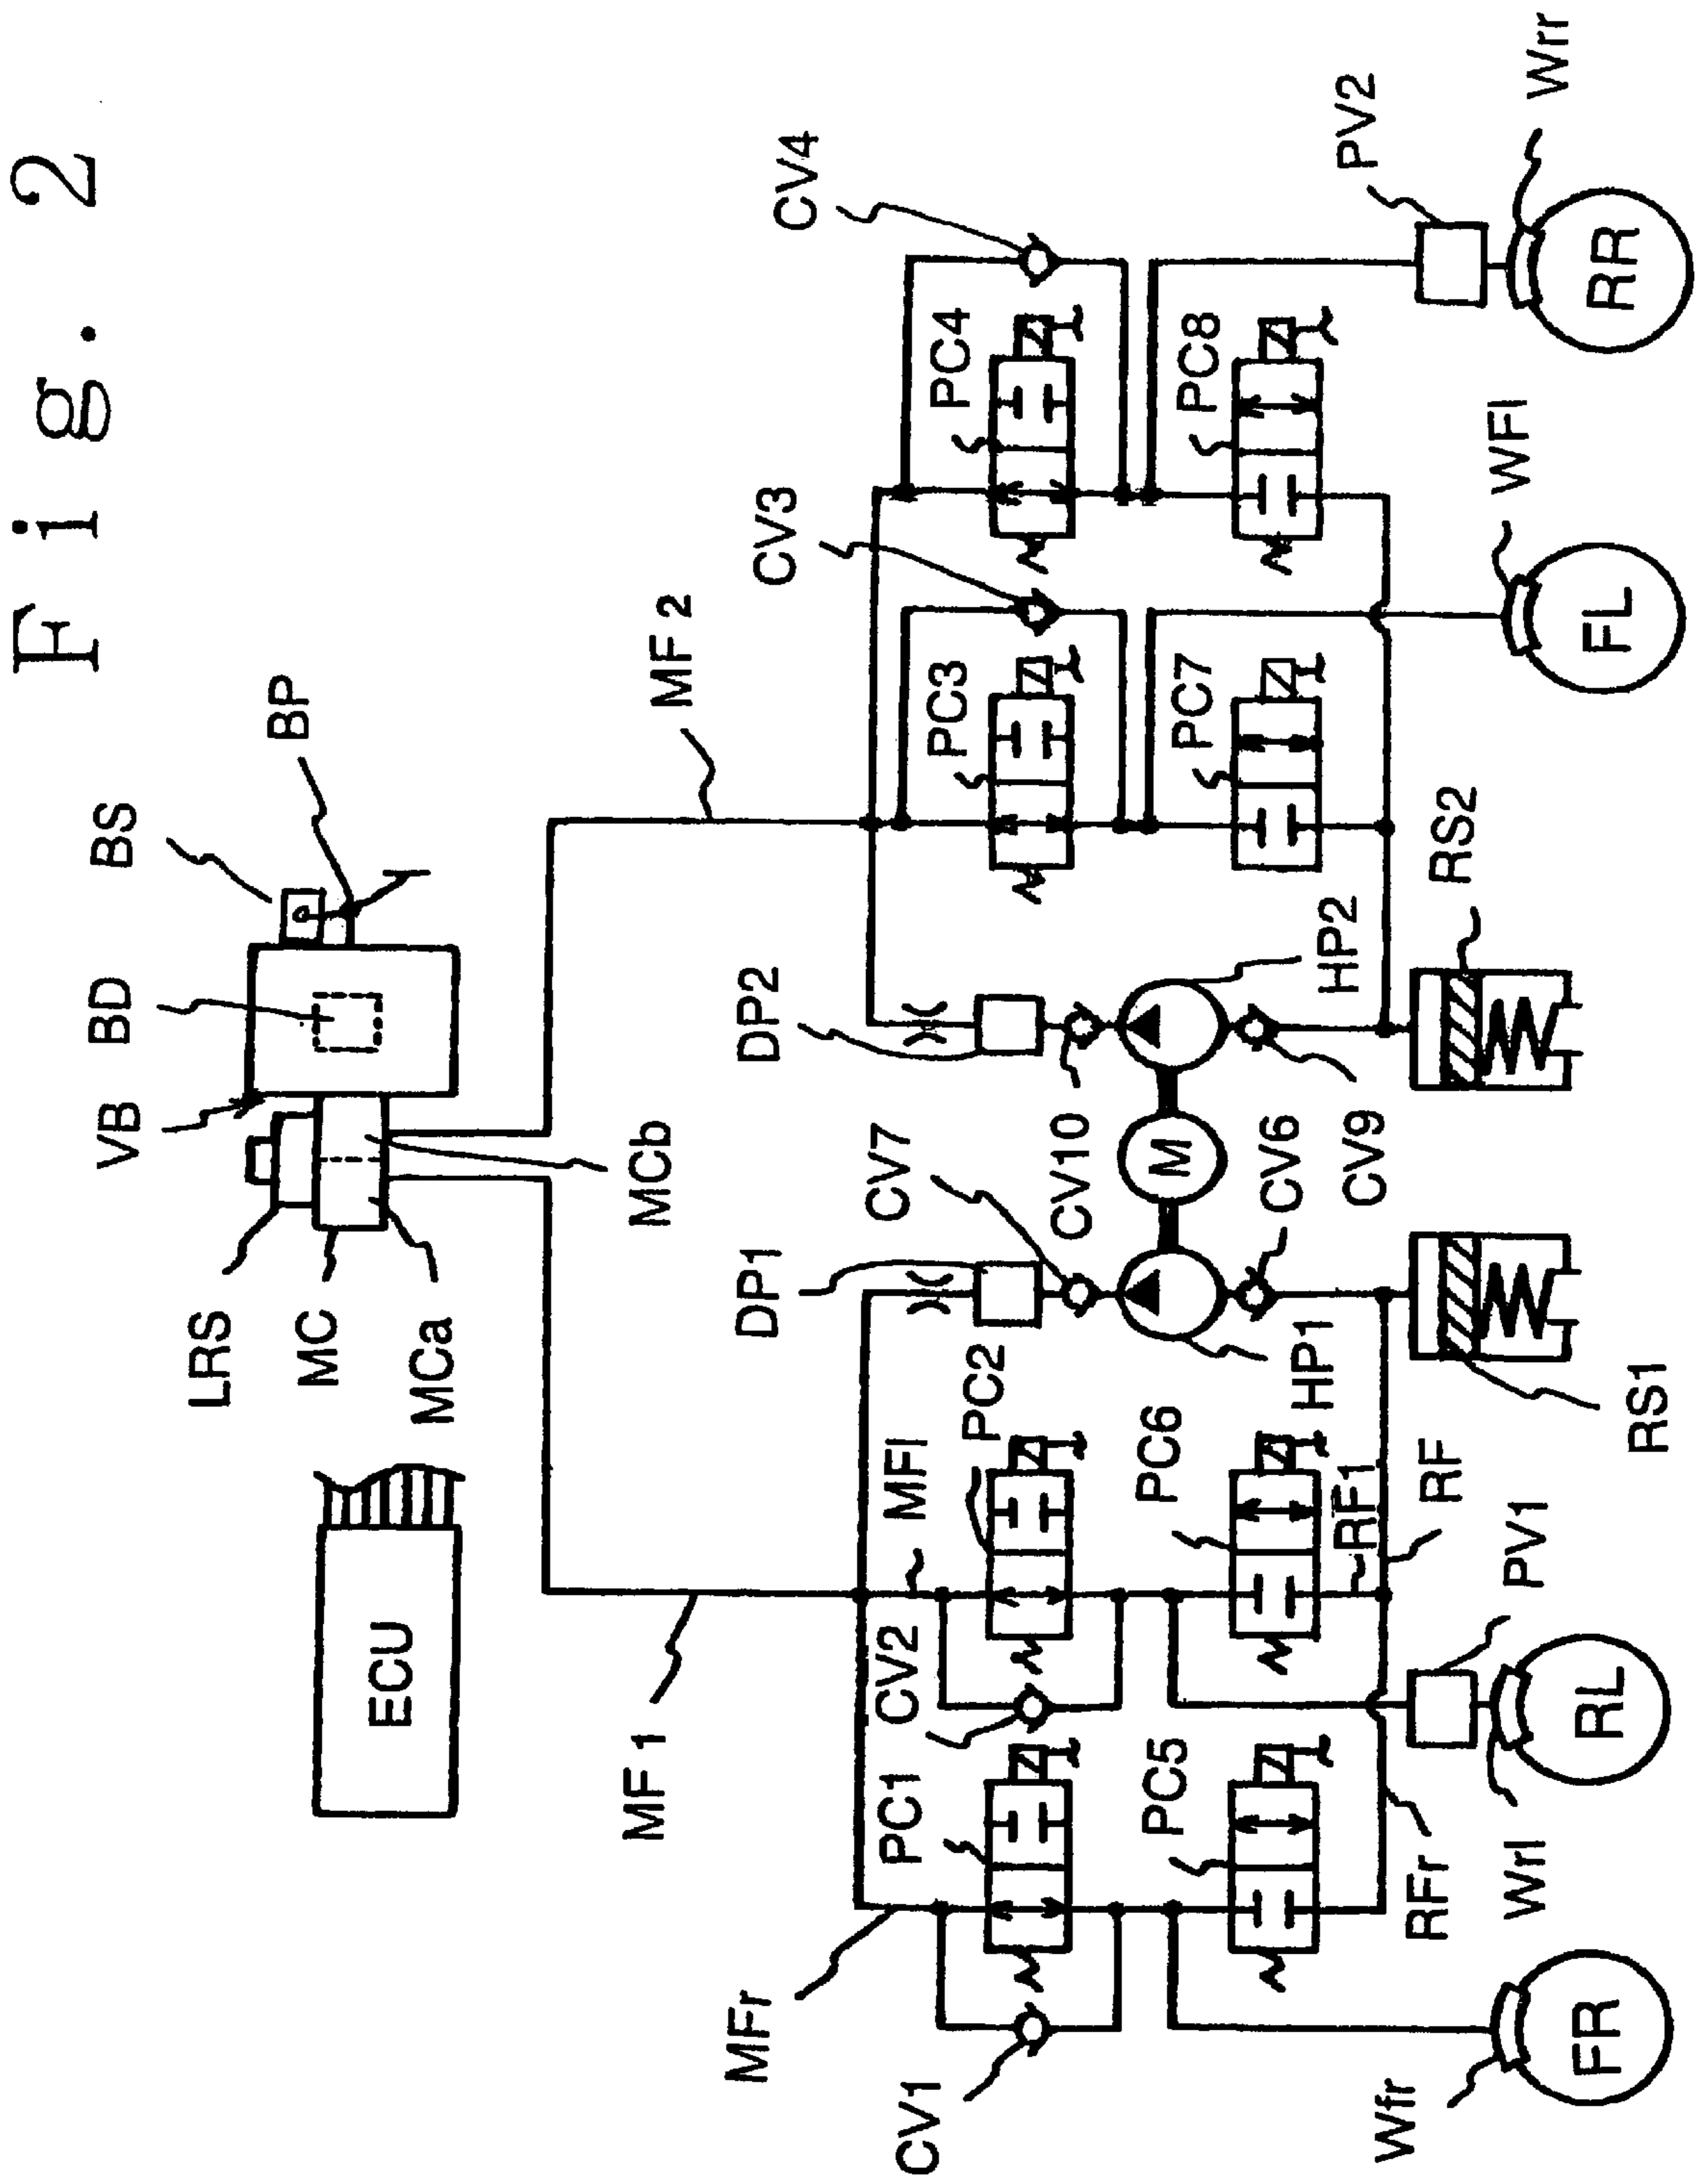 Fig. 2
BS
BP
BD
VB
LRS
MC
MCa
MCb
ECU
MF1
MF2
MFr
MFl
CV1
PC1
CV2
PC2
DP1
CV7
CV10
DP2
CV3
PC3
CV4
PC4
PC5
PC6
HP1
M
CV6
CV9
HP2
PC7
PC8
RFr
RF1
RF
RS1
RS2
PV1
PV2
Wfr
Wrl
WFl
Wrr
FR
RL
FL
RR